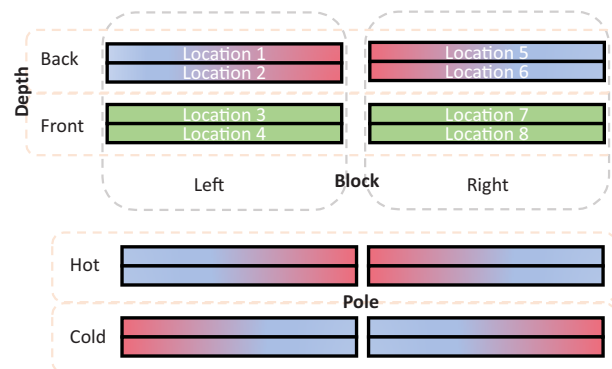 Depth
Back
Location 1
Location 5
Location 2
Location 6
Front
Location 3
Location 7
Location 4
Location 8
Left
Block
Right
Hot
Pole
Cold